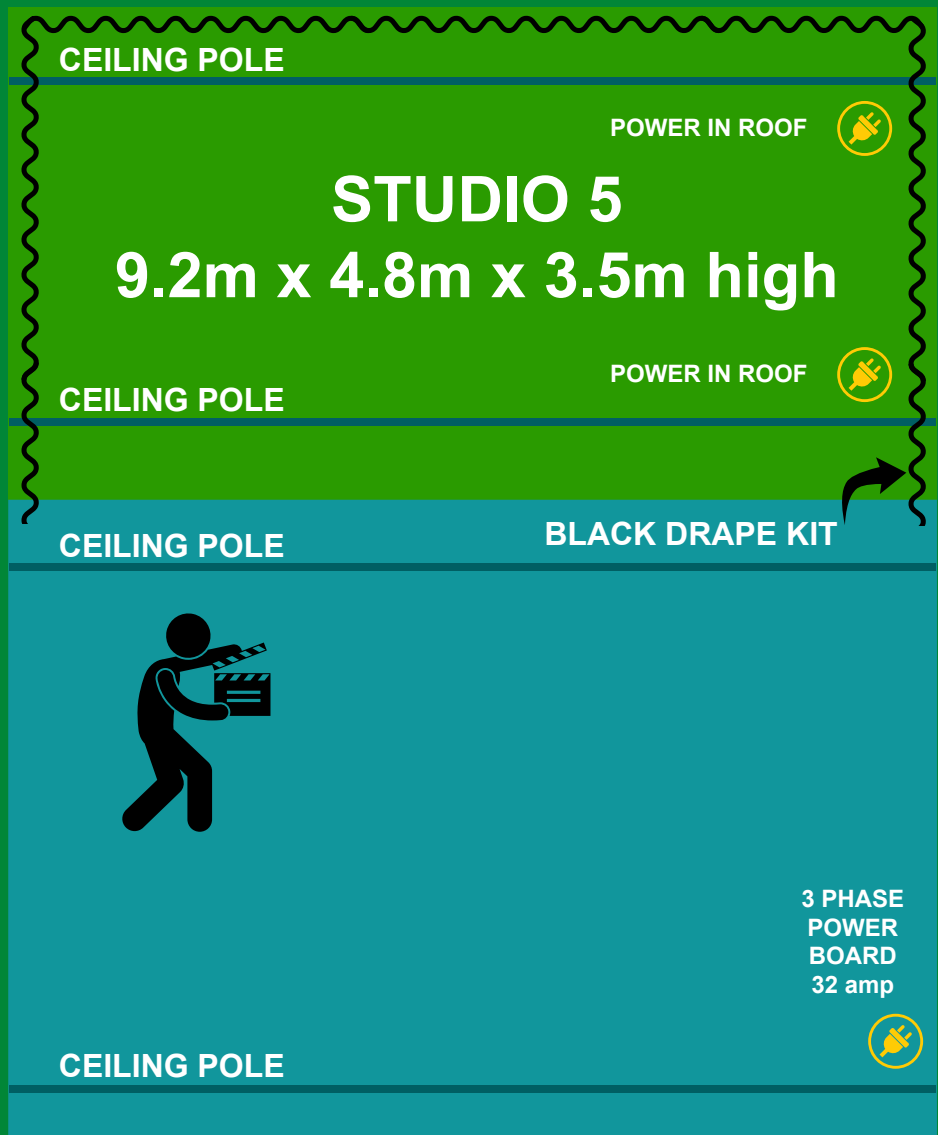 CEILING POLE
POWER IN ROOF
STUDIO 5
9.2m x 4.8m x 3.5m high
POWER IN ROOF
CEILING POLE
BLACK DRAPE KIT
CEILING POLE
3 PHASE
POWER
BOARD
32 amp
CEILING POLE